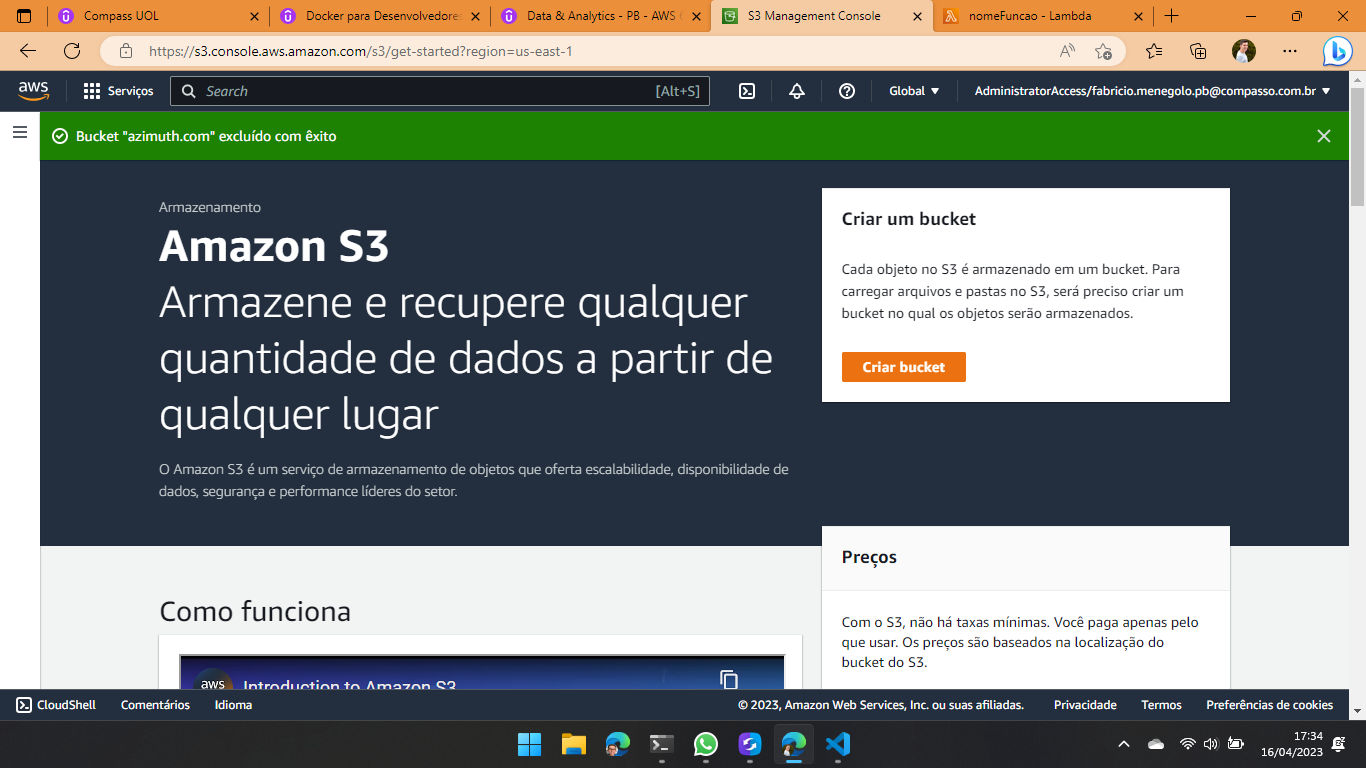 Compass UOL
Docker para Desenvolvedores
Data & Analytics - PB - AWS
S3 Management Console
nomeFuncao - Lambda
https://s3.console.aws.amazon.com/s3/get-started?region=us-east-1
aws
Serviços
Search
[Alt+S]
Global
AdministratorAccess/fabricio.menegolo.pb@compasso.com.br
Bucket "azimuth.com" excluído com êxito
Armazenamento
Amazon S3
Armazene e recupere qualquer
quantidade de dados a partir de
qualquer lugar
O Amazon S3 é um serviço de armazenamento de objetos que oferta escalabilidade, disponibilidade de
dados, segurança e performance líderes do setor.
Criar um bucket
Cada objeto no S3 é armazenado em um bucket. Para
carregar arquivos e pastas no S3, será preciso criar um
bucket no qual os objetos serão armazenados.
Criar bucket
Preços
Com o S3, não há taxas mínimas. Você paga apenas pelo
que usar. Os preços são baseados na localização do
bucket do S3.
Como funciona
aws
Introduction to Amazon S3
CloudShell
Comentários
Idioma
© 2023, Amazon Web Services, Inc. ou suas afiliadas.
Privacidade
Termos
Preferências de cookies
17:34
16/04/2023